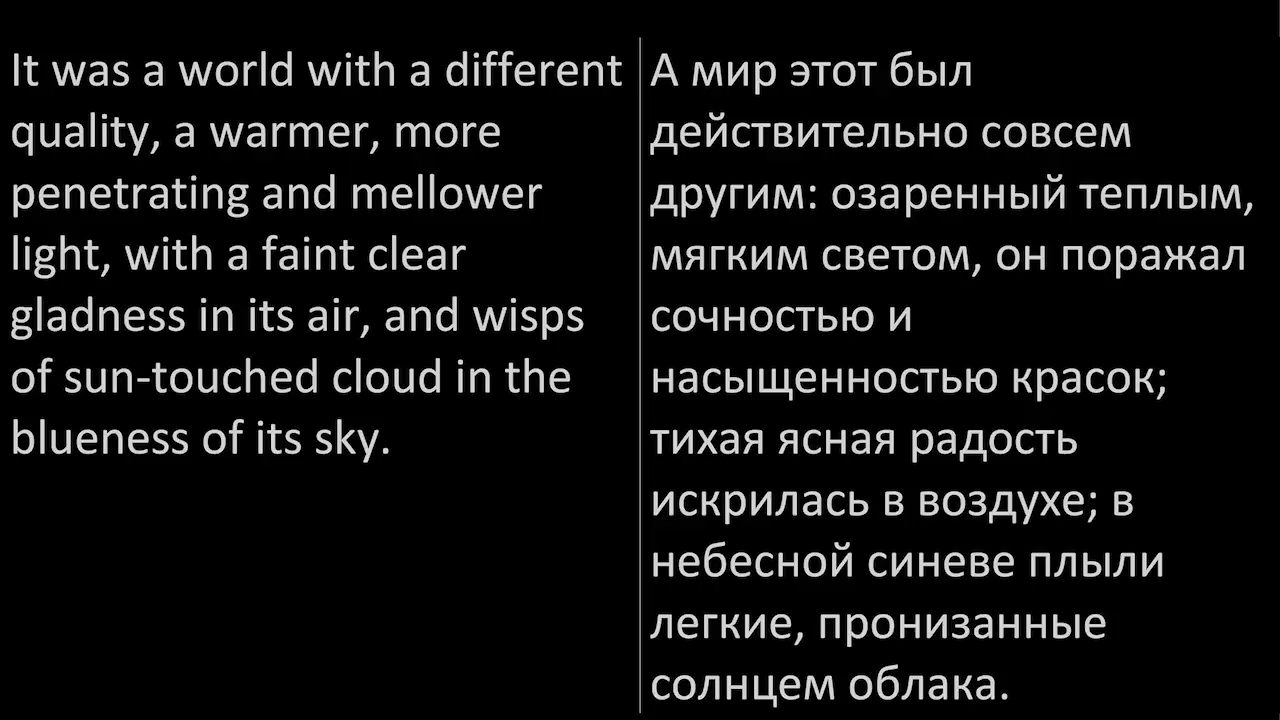 It was a world with a different
quality, a warmer, more
penetrating and mellower
light, with a faint clear
gladness in its air, and wisps
of sun-touched cloud in the
blueness of its sky.
А мир этот был
действительно совсем
другим: озаренный теплым,
мягким светом, он поражал
сочностью и
насыщенностью красок;
тихая ясная радость
искрилась в воздухе; в
небесной синеве плыли
легкие, пронизанные
солнцем облака.